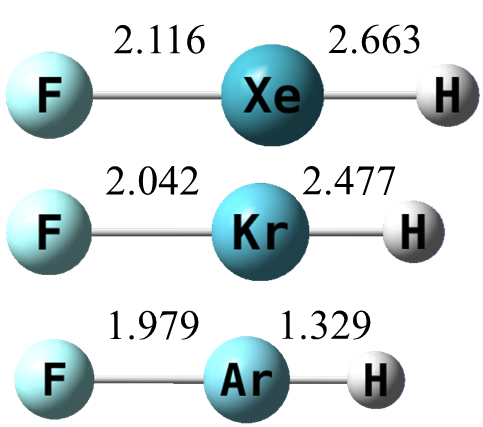 2.116 2.663
F Xe H
2.042 2.477
F Kr H
1.979 1.329
F Ar H